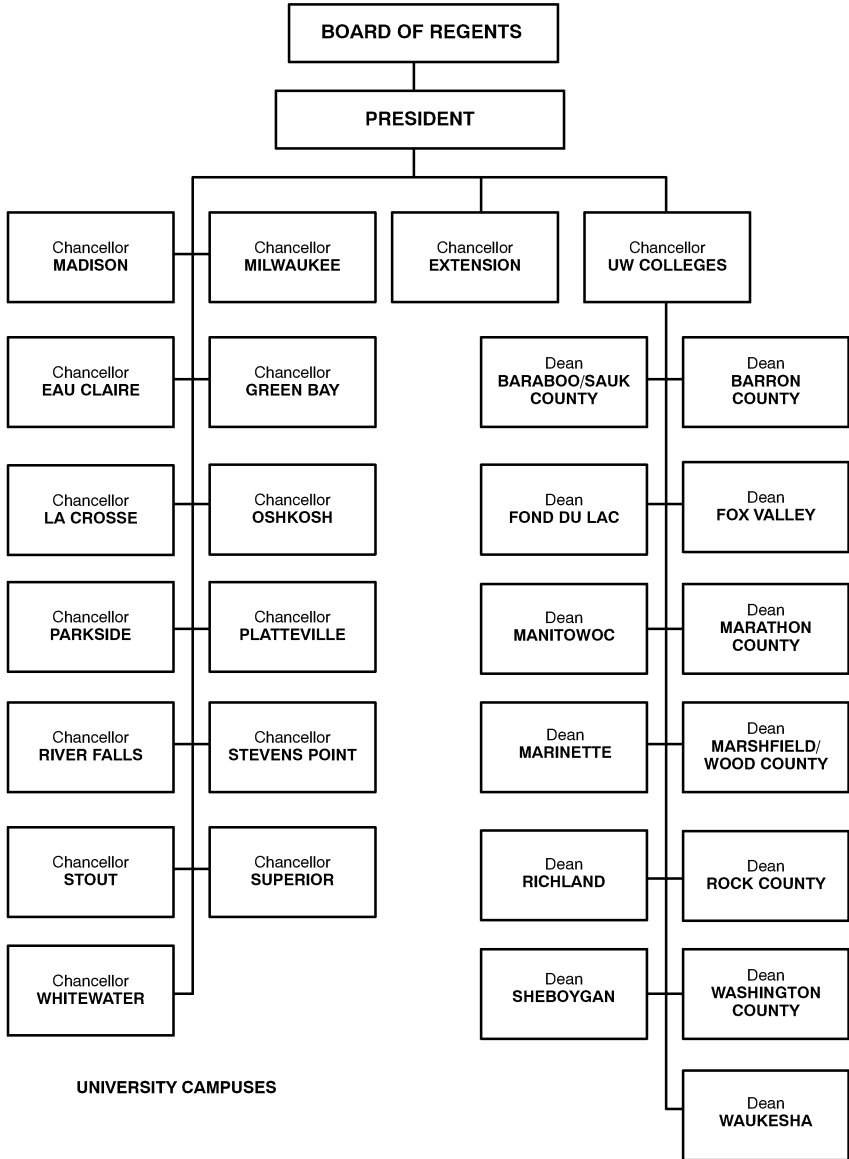 BOARD OF REGENTS
PRESIDENT
Chancellor
MADISON
Chancellor
MILWAUKEE
Chancellor
EXTENSION
Chancellor
UW COLLEGES
Chancellor
EAU CLAIRE
Chancellor
GREEN BAY
Dean
BARABOO/SAUK
COUNTY
Dean
BARRON
COUNTY
Chancellor
LA CROSSE
Chancellor
OSHKOSH
Dean
FOND DU LAC
Dean
FOX VALLEY
Chancellor
PARKSIDE
Chancellor
PLATTEVILLE
Dean
MANITOWOC
Dean
MARATHON
COUNTY
Chancellor
RIVER FALLS
Chancellor
STEVENS POINT
Dean
MARINETTE
Dean
MARSHFIELD/
WOOD COUNTY
Chancellor
STOUT
Chancellor
SUPERIOR
Dean
RICHLAND
Dean
ROCK COUNTY
Chancellor
WHITEWATER
Dean
SHEBOYGAN
Dean
WASHINGTON
COUNTY
UNIVERSITY CAMPUSES
Dean
WAUKESHA